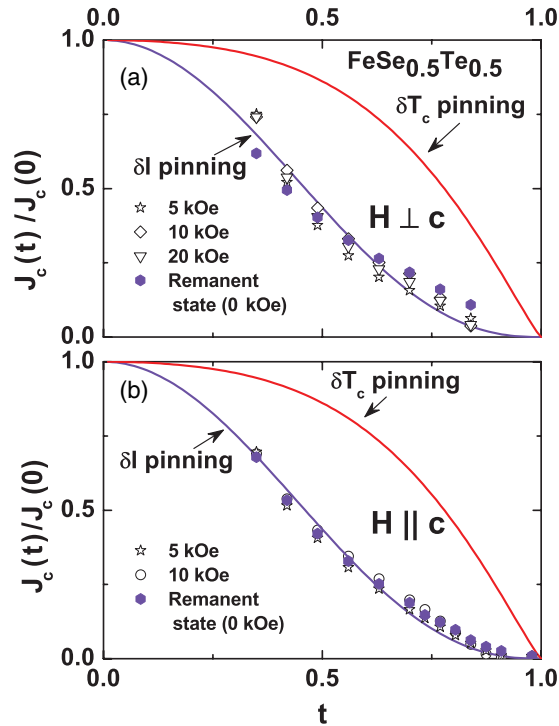 0.0 0.5 1.0
1.0
(a)
FeSe0.5Te0.5
δTc pinning
δl pinning
0.5
H ⊥ c
5 kOe
10 kOe
20 kOe
Remanent
state (0 kOe)
0.0
Jc(t)/Jc(0)
1.0
(b)
δTc pinning
δl pinning
0.5
H || c
5 kOe
10 kOe
Remanent
state (0 kOe)
0.0
Jc(t)/Jc(0)
0.0 0.5 1.0
t